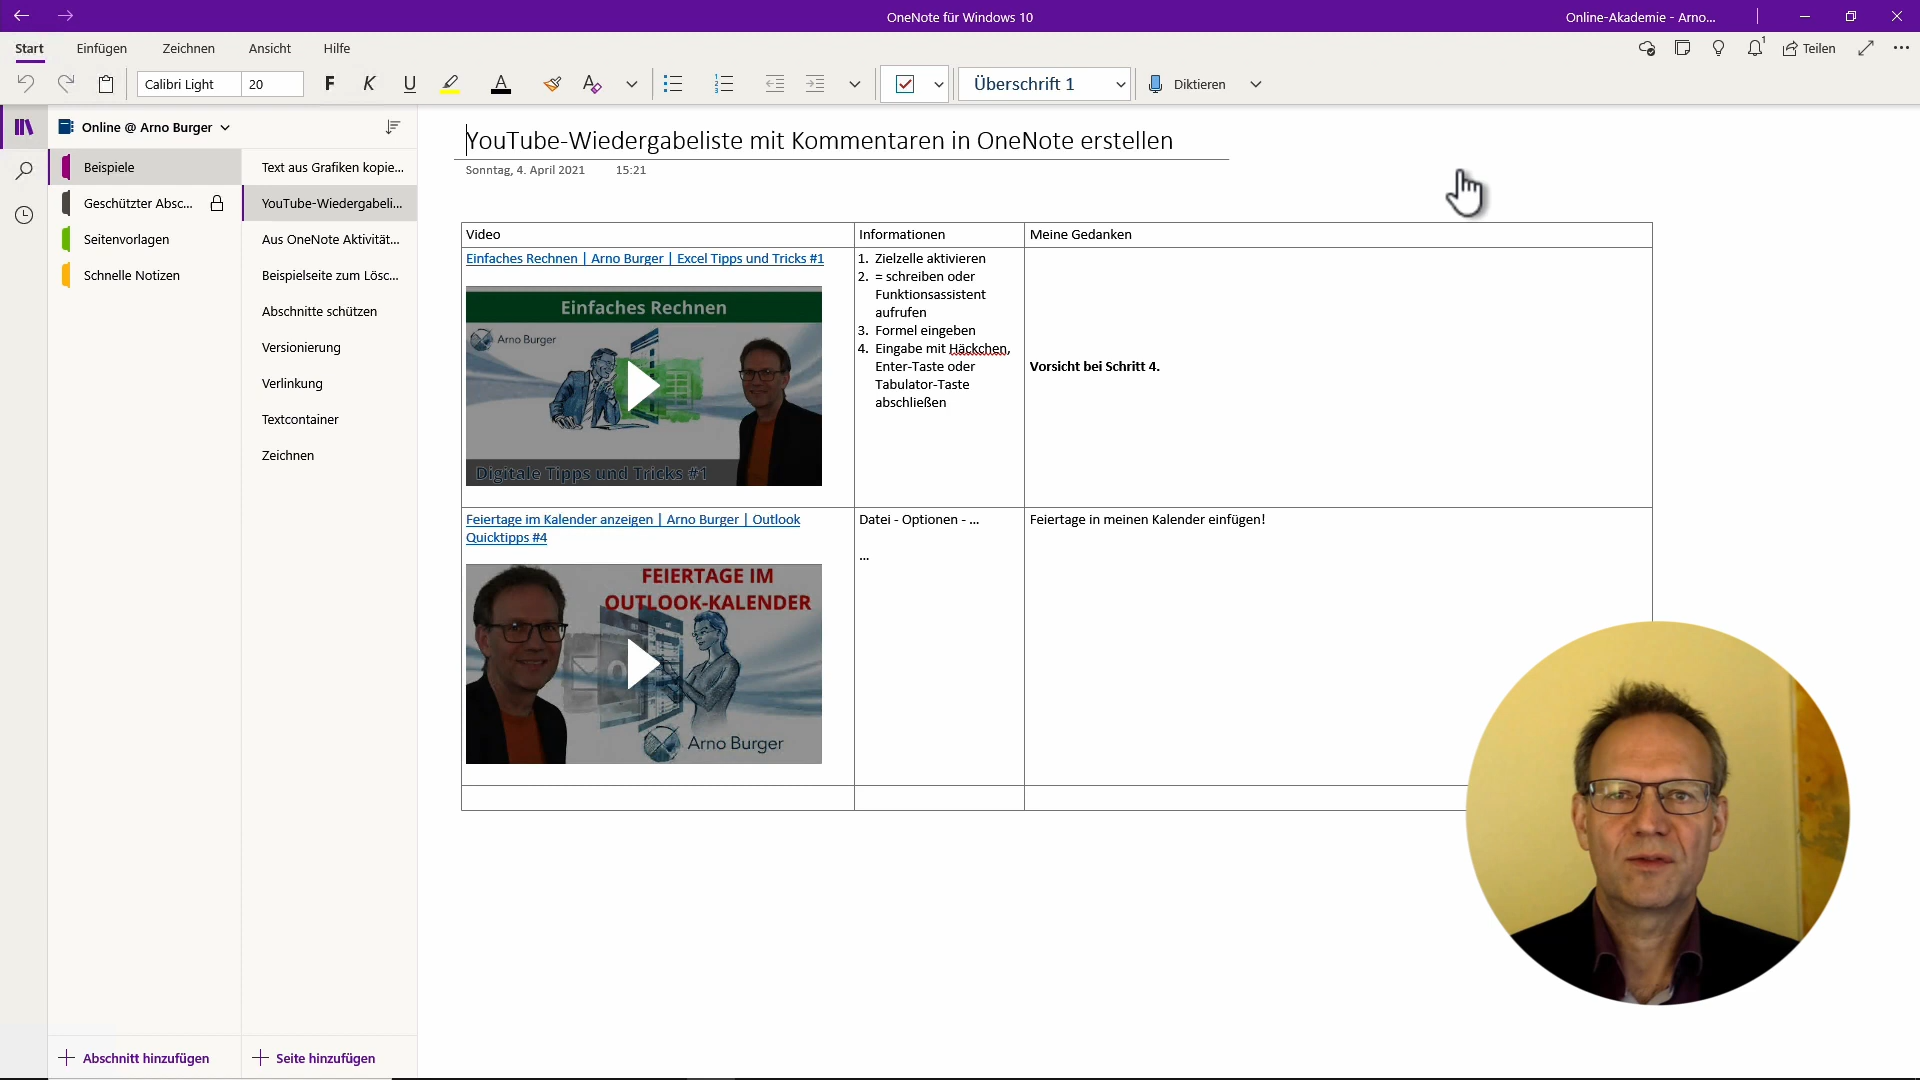 OneNote für Windows 10
Online-Akademie - Arno...
Start
Einfügen
Zeichnen
Ansicht
Hilfe
1
Teilen
Calibri Light
20
F
K
U
A
A
Überschrift 1
Diktieren
Online @ Arno Burger
Beispiele
Geschützter Absc...
Seitenvorlagen
Schnelle Notizen
Text aus Grafiken kopie...
YouTube-Wiedergabeli...
Aus OneNote Aktivität...
Beispielseite zum Lösc...
Abschnitte schützen
Versionierung
Verlinkung
Textcontainer
Zeichnen
YouTube-Wiedergabeliste mit Kommentaren in OneNote erstellen
Sonntag, 4. April 2021
15:21
Video
Informationen
Meine Gedanken
Einfaches Rechnen | Arno Burger | Excel Tipps und Tricks #1
Einfaches Rechnen
Arno Burger
Digitale Tipps und Tricks #1
1. Zielzelle aktivieren
2. = schreiben oder
Funktionsassistent
aufrufen
3. Formel eingeben
4. Eingabe mit Häckchen,
Enter-Taste oder
Tabulator-Taste
abschließen
Vorsicht bei Schritt 4.
Feiertage im Kalender anzeigen | Arno Burger | Outlook
Quicktipps #4
FEIERTAGE IM
OUTLOOK-KALENDER
Arno Burger
Datei - Optionen - ...
...
Feiertage in meinen Kalender einfügen!
Abschnitt hinzufügen
Seite hinzufügen